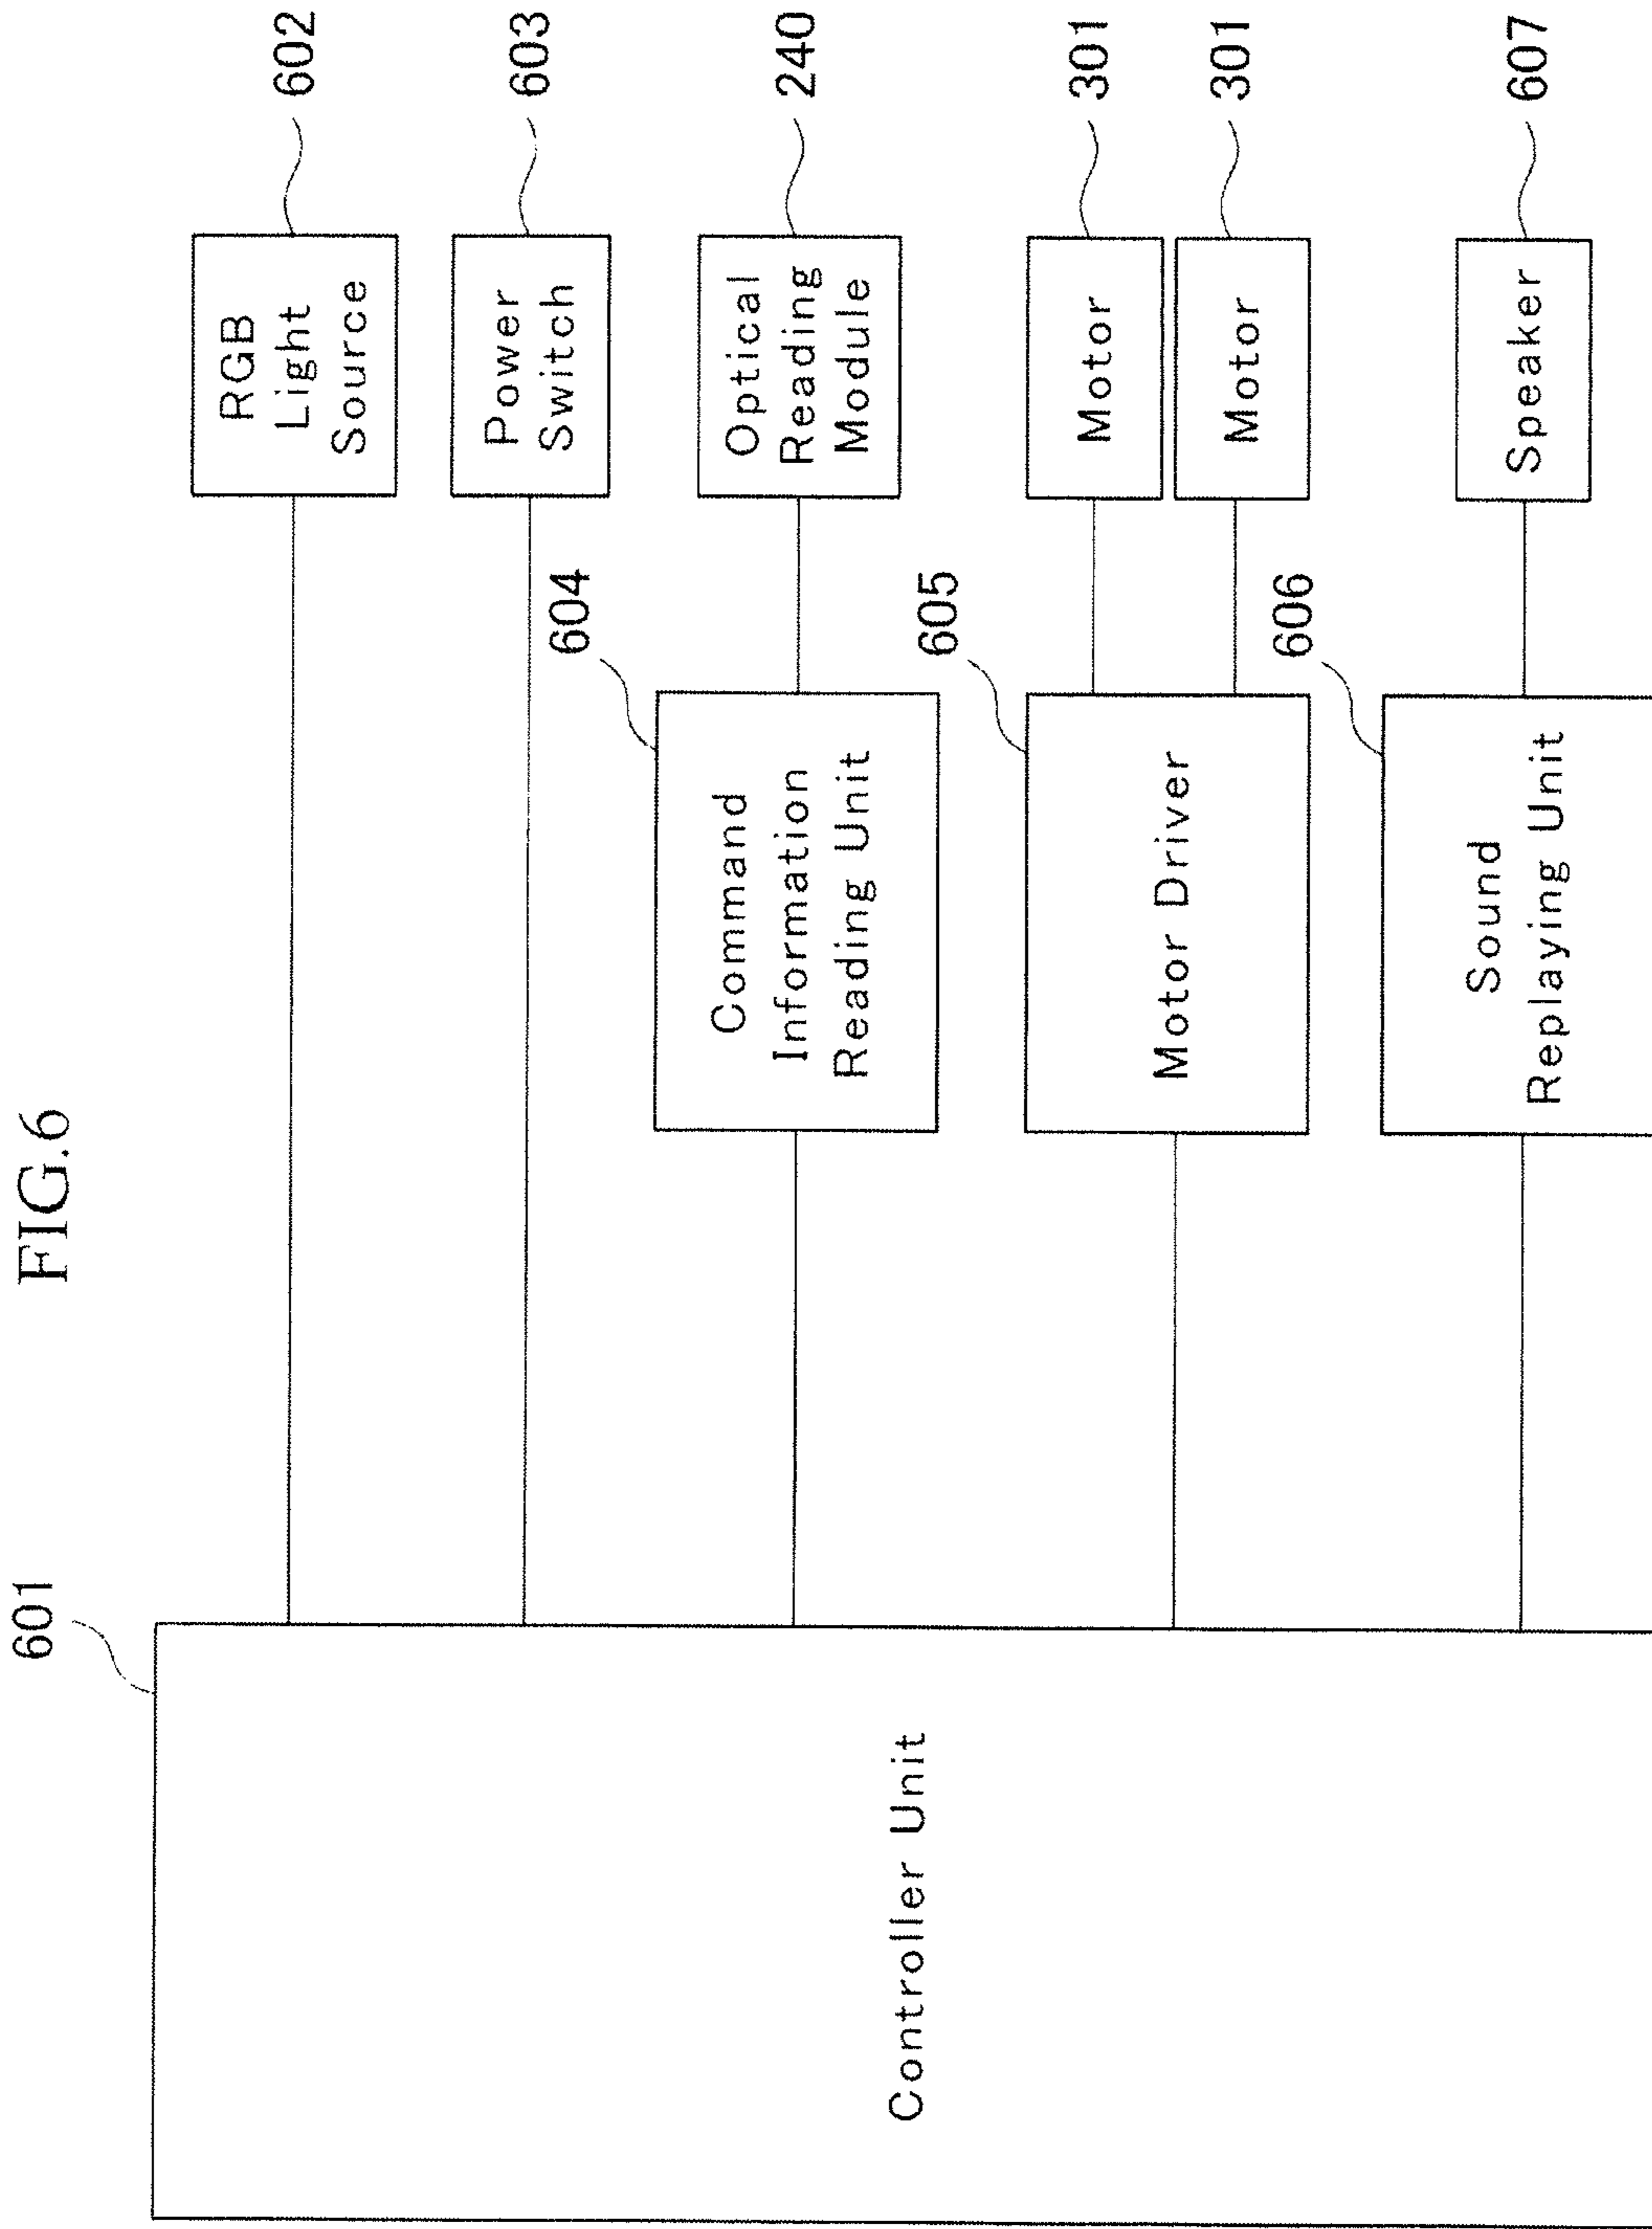 FIG.6
601
Controller Unit
RGB
Light
Source
602
Power
Switch
603
604
Command
Information
Reading Unit
Optical
Reading
Module
240
605
Motor Driver
Motor
301
Motor
301
606
Sound
Replaying Unit
Speaker
607